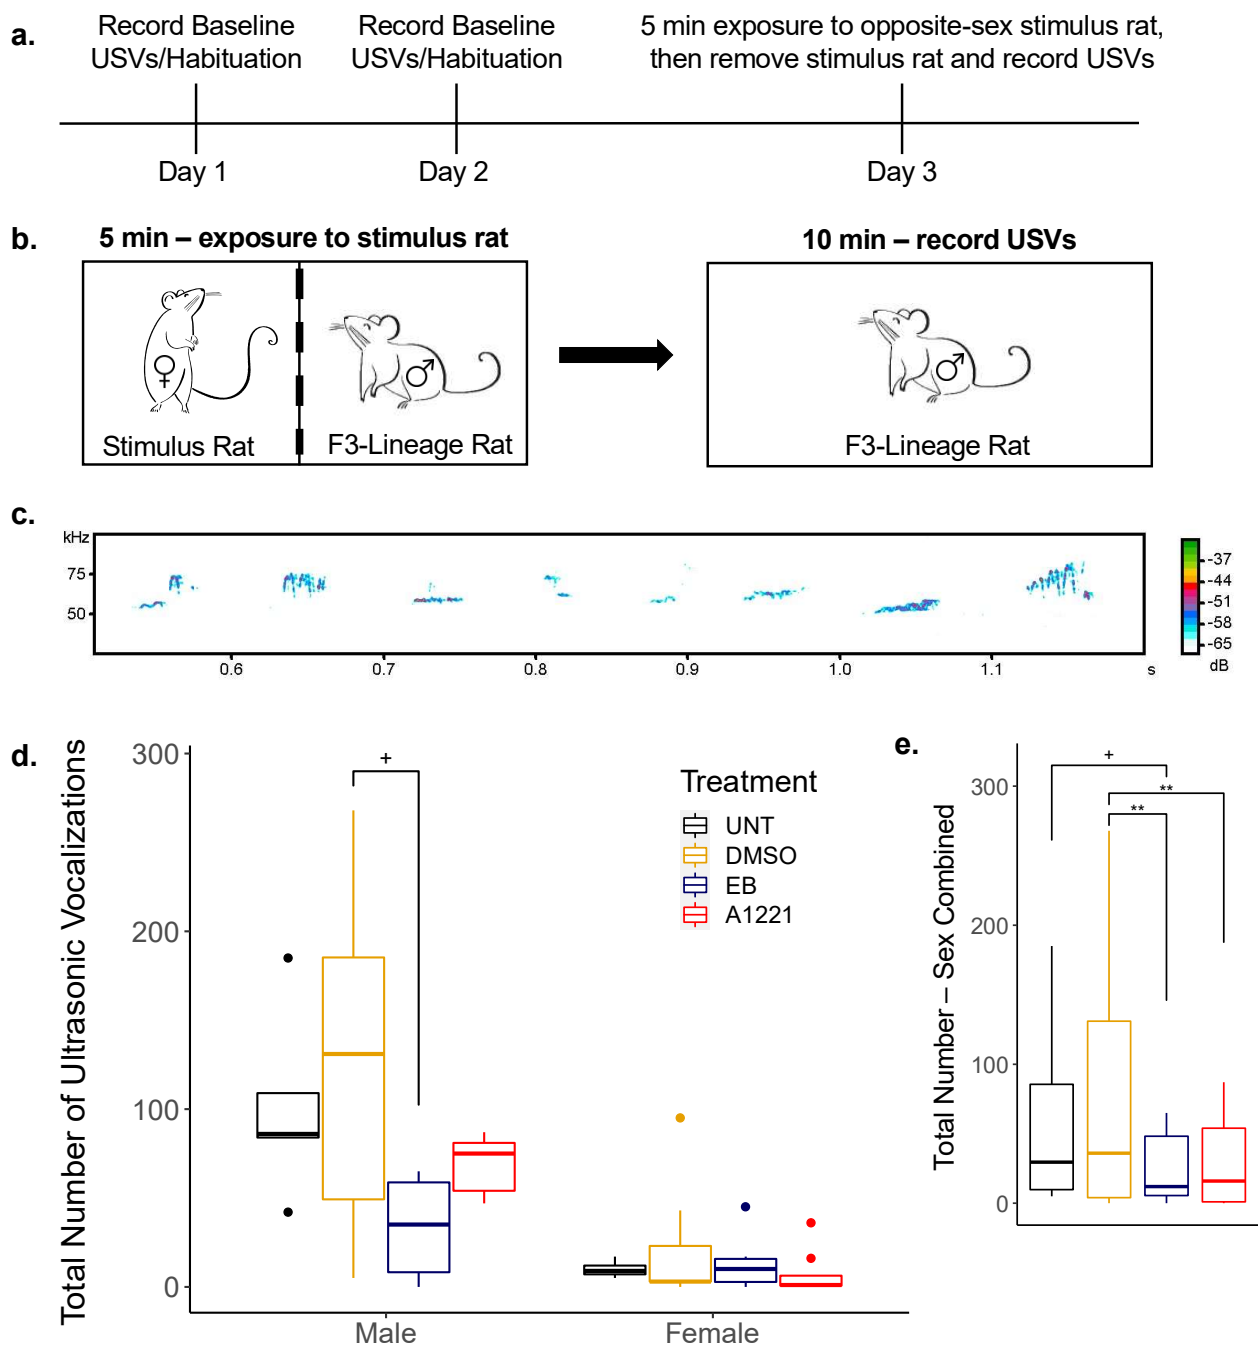 a.
Record Baseline
USVs/Habituation
Record Baseline
USVs/Habituation
5 min exposure to opposite-sex stimulus rat,
then remove stimulus rat and record USVs
Day 1
Day 2
Day 3
b.
5 min – exposure to stimulus rat
10 min – record USVs
♀
♂
♂
Stimulus Rat
F3-Lineage Rat
F3-Lineage Rat
c.
kHz
75
50
0.6
0.7
0.8
0.9
1.0
1.1
s
-37
-44
-51
-58
-65
dB
d.
Total Number of Ultrasonic Vocalizations
300
200
100
0
+
Treatment
UNT
DMSO
EB
A1221
Male
Female
e.
Total Number – Sex Combined
300
200
100
0
+
**
**